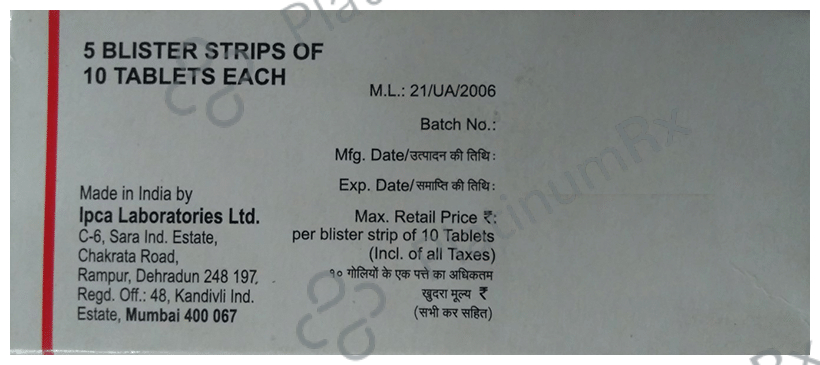 5 BLISTER STRIPS OF
10 TABLETS EACH
M.L.: 21/UA/2006
Batch No.:
Mfg. Date/उत्पादन की तिथि:
Exp. Date/समाप्ति की तिथि:
Max. Retail Price ₹:
per blister strip of 10 Tablets
(Incl. of all Taxes)
१० गोलियों के एक पत्ते का अधिकतम
खुदरा मूल्य ₹
(सभी कर सहित)
Made in India by
Ipca Laboratories Ltd.
C-6, Sara Ind. Estate,
Chakrata Road,
Rampur, Dehradun 248 197.
Regd. Off.: 48, Kandivli Ind.
Estate, Mumbai 400 067
PlatinumRx